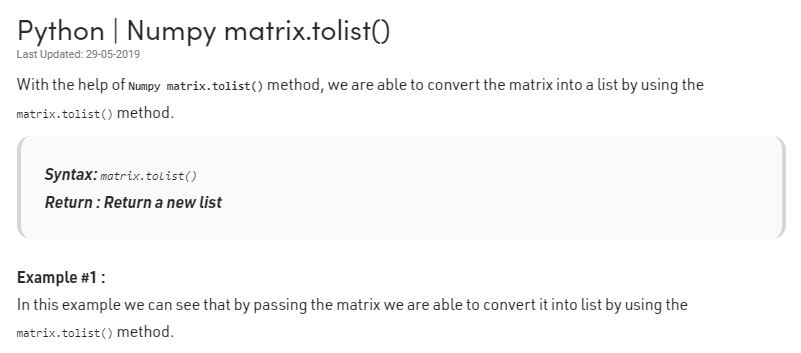 Python | Numpy matrix.tolist()
Last Updated: 29-05-2019
With the help of Numpy matrix.tolist() method, we are able to convert the matrix into a list by using the
matrix.tolist() method.
Syntax: matrix.tolist()
Return : Return a new list
Example #1 :
In this example we can see that by passing the matrix we are able to convert it into list by using the
matrix.tolist() method.